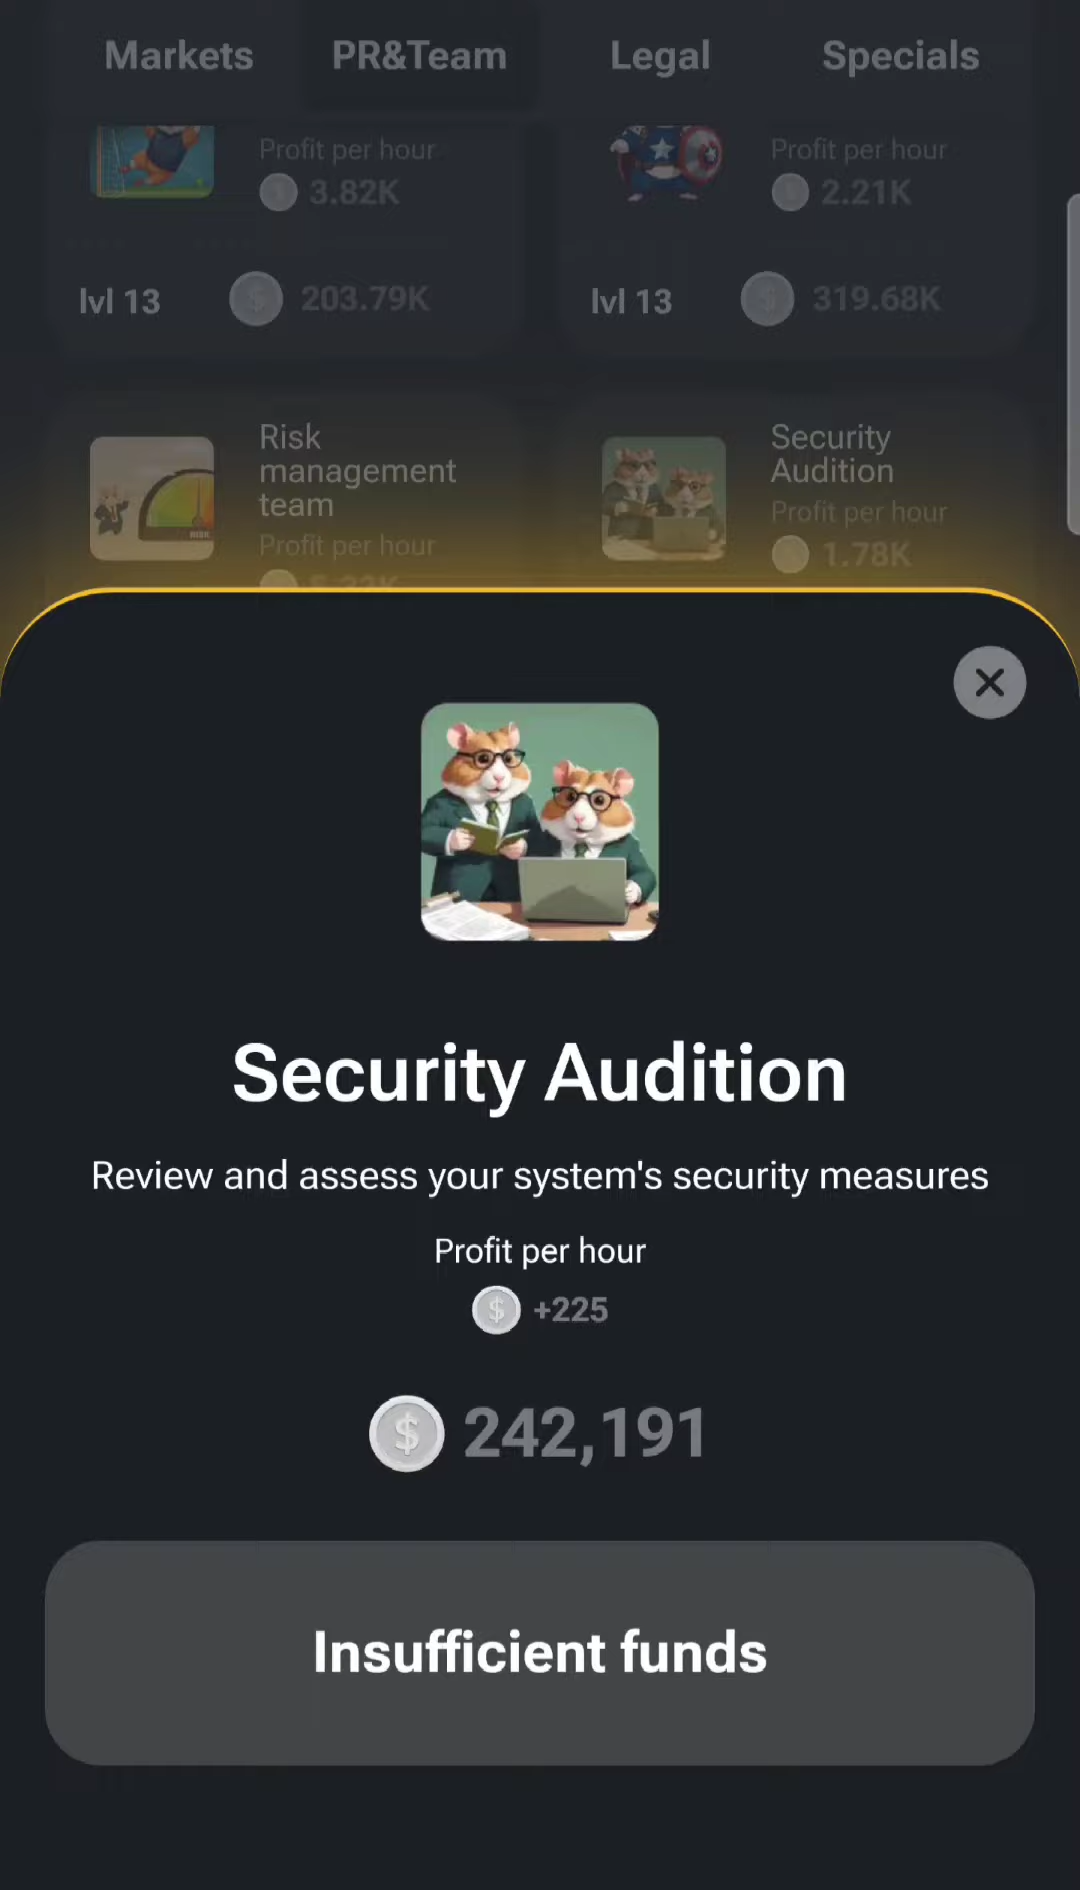 Markets PR&Team Legal Specials
Profit per hour
3.82K
Profit per hour
2.21K
lvl 13 203.79K
lvl 13 319.68K
Risk
management
team
Profit per hour
Security
Audition
Profit per hour
1.78K
Security Audition
Review and assess your system's security measures
Profit per hour
+225
242,191
Insufficient funds